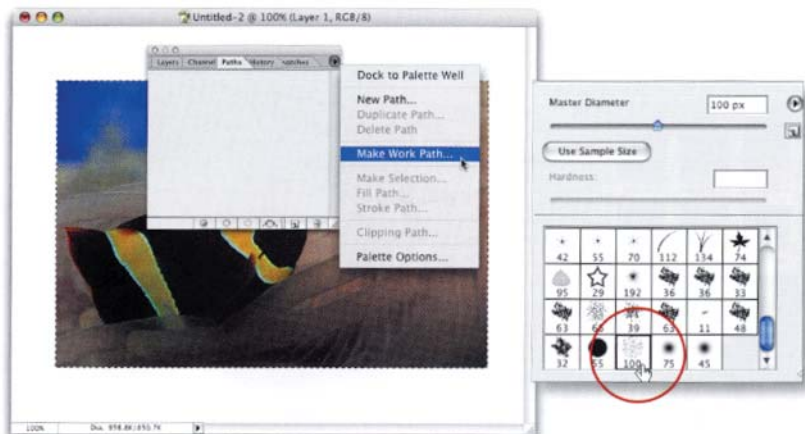 Untitled-2 @ 100% (Layer 1, RGB/8)
Layers Channel Paths History
Dock to Palette Well
New Path...
Duplicate Path...
Delete Path
Make Work Path...
Make Selection...
Fill Path...
Stroke Path...
Clipping Path...
Palette Options...
100%
Master Diameter 100 px
Use Sample Size
Hardness:
42 55 70 112 134 74
95 29 192 36 36 33
63 66 39 63 11 48
32 55 100 75 45